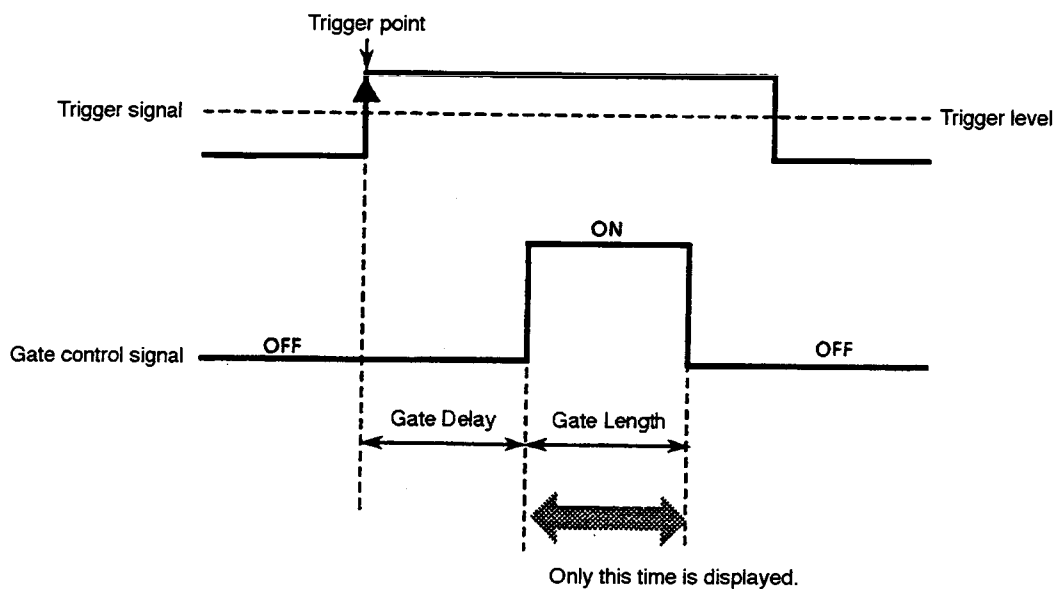 Trigger point
Trigger signal
Trigger level
ON
Gate control signal
OFF
OFF
Gate Delay
Gate Length
Only this time is displayed.